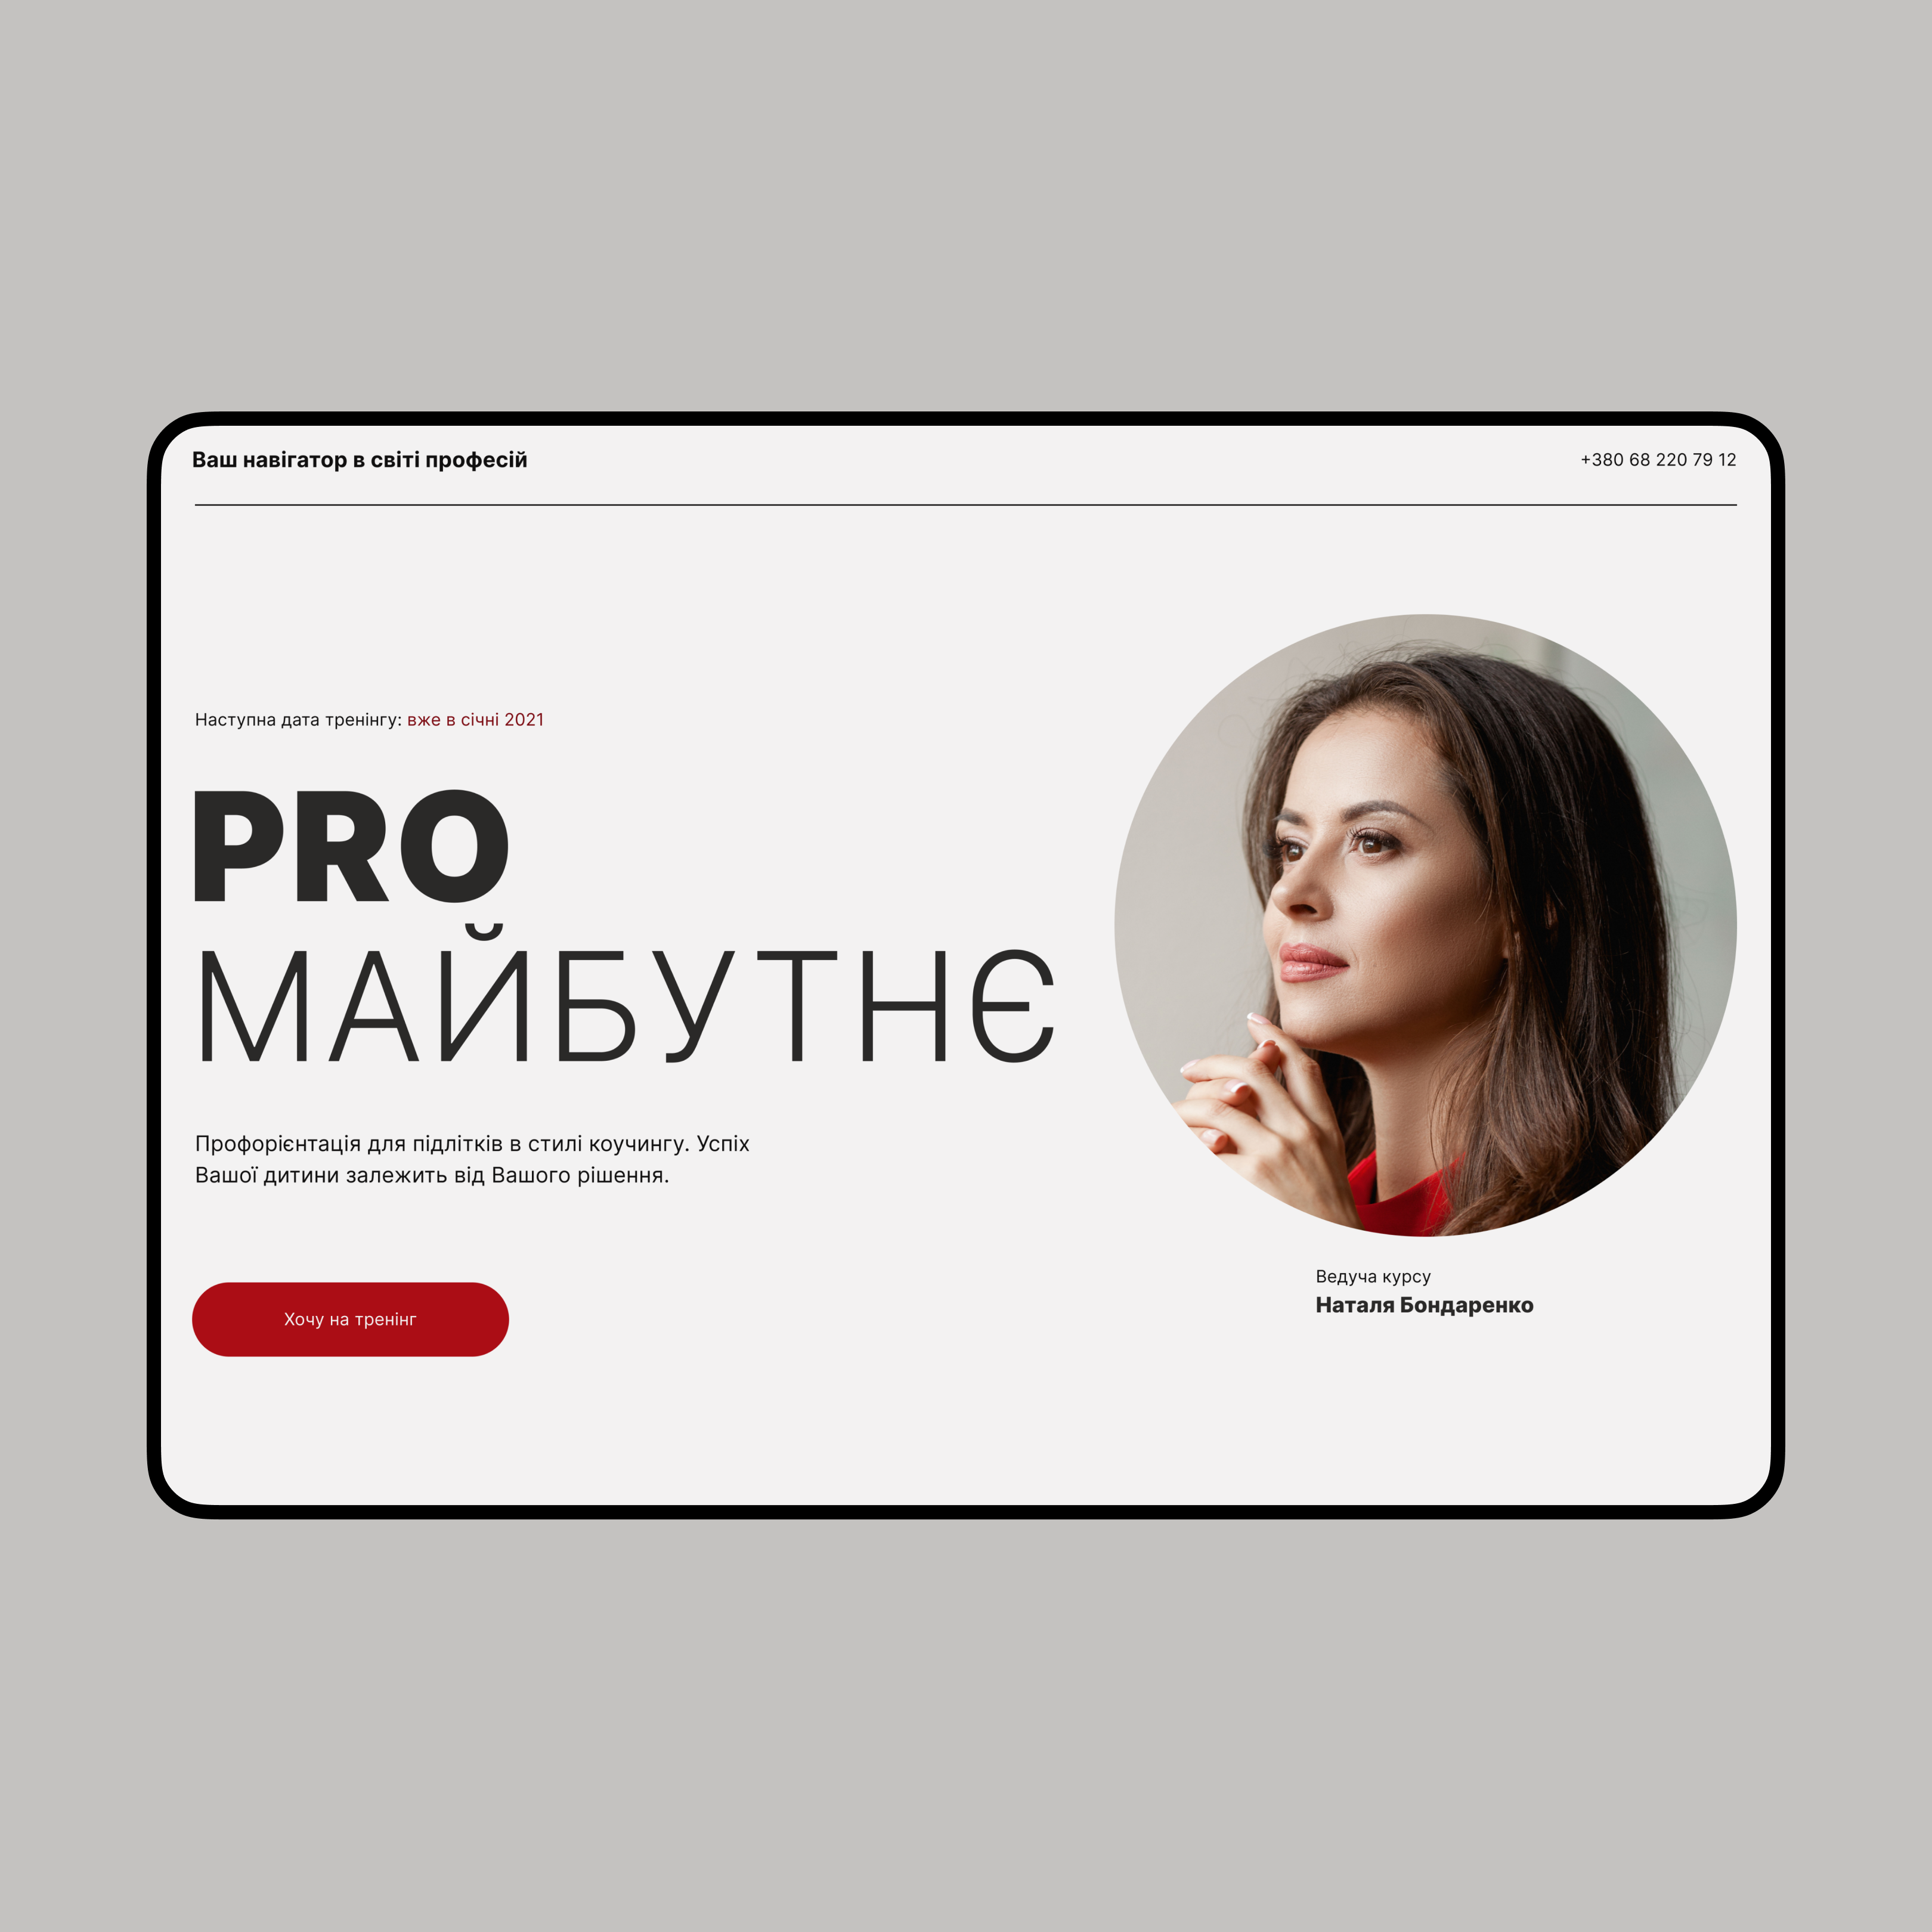 Ваш навігатор в світі професій
+380 68 220 79 12
Наступна дата тренінгу: вже в січні 2021
PRO
МАЙБУТНЄ
Профорієнтація для підлітків в стилі коучингу. Успіх
Вашої дитини залежить від Вашого рішення.
Хочу на тренінг
Ведуча курсу
Наталя Бондаренко